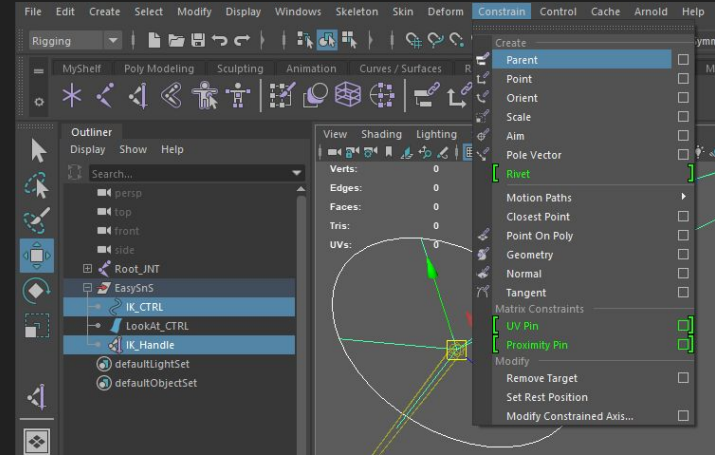 File Edit Create Select Modify Display Windows Skeleton Skin Deform Constrain Control Cache Arnold Help
Rigging
MyShelf Poly Modeling Sculpting Animation Curves / Surfaces
Outliner
Display Show Help
Search...
persp
top
front
side
Root_JNT
EasySnS
IK_CTRL
LookAt_CTRL
IK_Handle
defaultLightSet
defaultObjectSet
View Shading Lighting
Verts: 0
Edges: 0
Faces: 0
Tris: 0
UVs: 0
Create
Parent
Point
Orient
Scale
Aim
Pole Vector
Rivet
Motion Paths
Closest Point
Point On Poly
Geometry
Normal
Tangent
Matrix Constraints
UV Pin
Proximity Pin
Modify
Remove Target
Set Rest Position
Modify Constrained Axis...